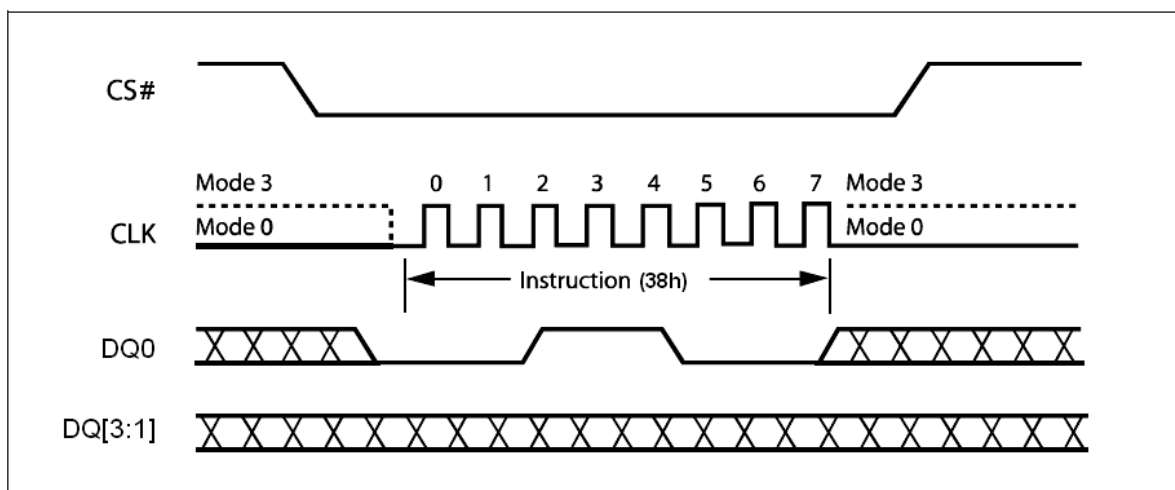 CS#
Mode 3
0 1 2 3 4 5 6 7
Mode 3
CLK
Mode 0
Mode 0
Instruction (38h)
DQ0
DQ[3:1]